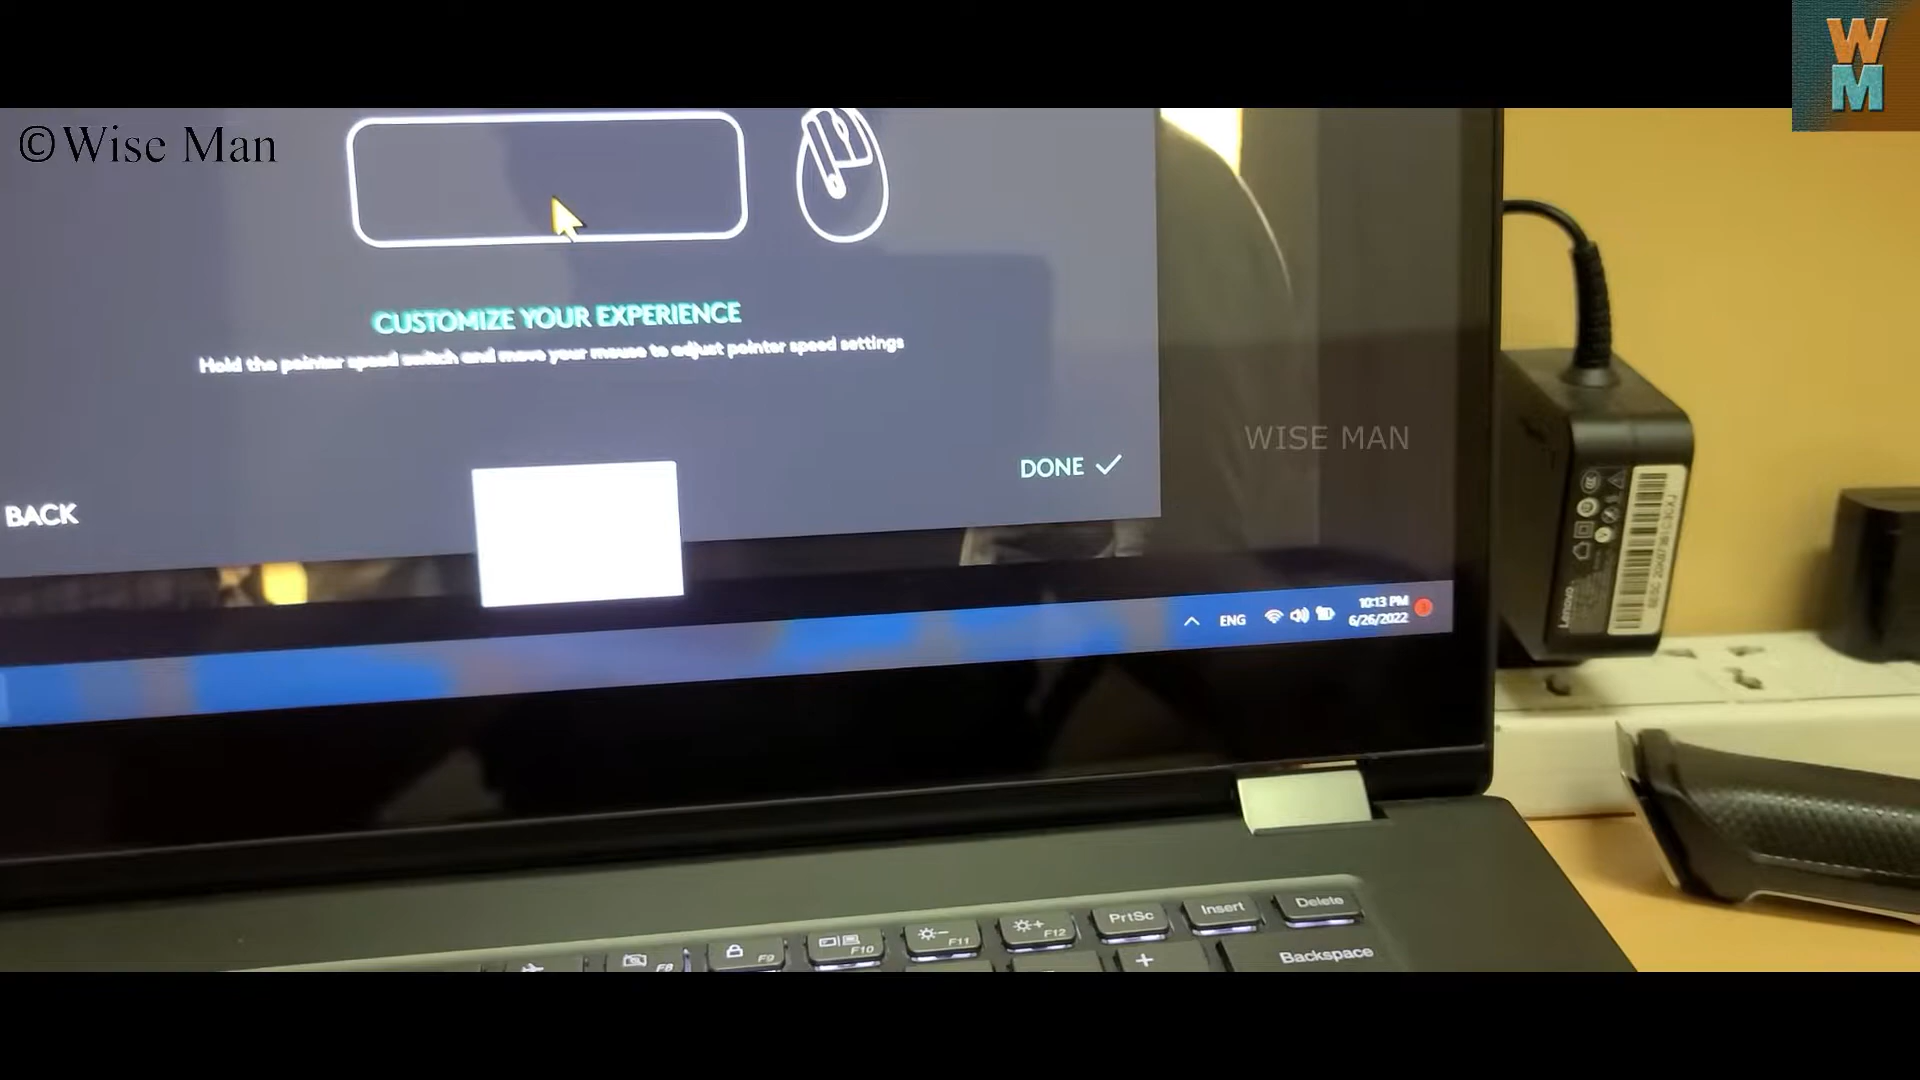 W
M
©Wise Man
CUSTOMIZE YOUR EXPERIENCE
Hold the pointer speed switch and move your mouse to adjust pointer speed settings
WISE MAN
DONE
BACK
ENG
10:13 PM
6/26/2022
Lenovo
F8
F9
F10
F11
F12
PrtSc
Insert
Delete
+
Backspace